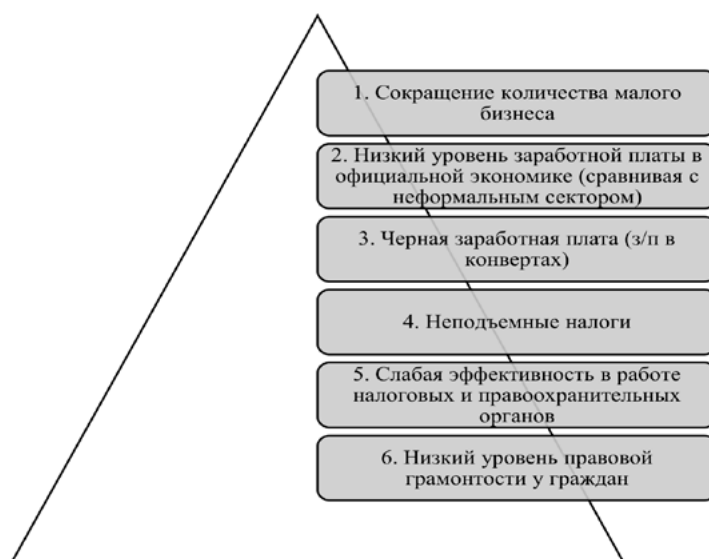 1. Сокращение количества малого
бизнеса
2. Низкий уровень заработной платы в
официальной экономике (сравнивая с
неформальным сектором)
3. Черная заработная плата (з/п в
конвертах)
4. Неподъемные налоги
5. Слабая эффективность в работе
налоговых и правоохранительных
органов
6. Низкий уровень правовой
грамонтости у граждан